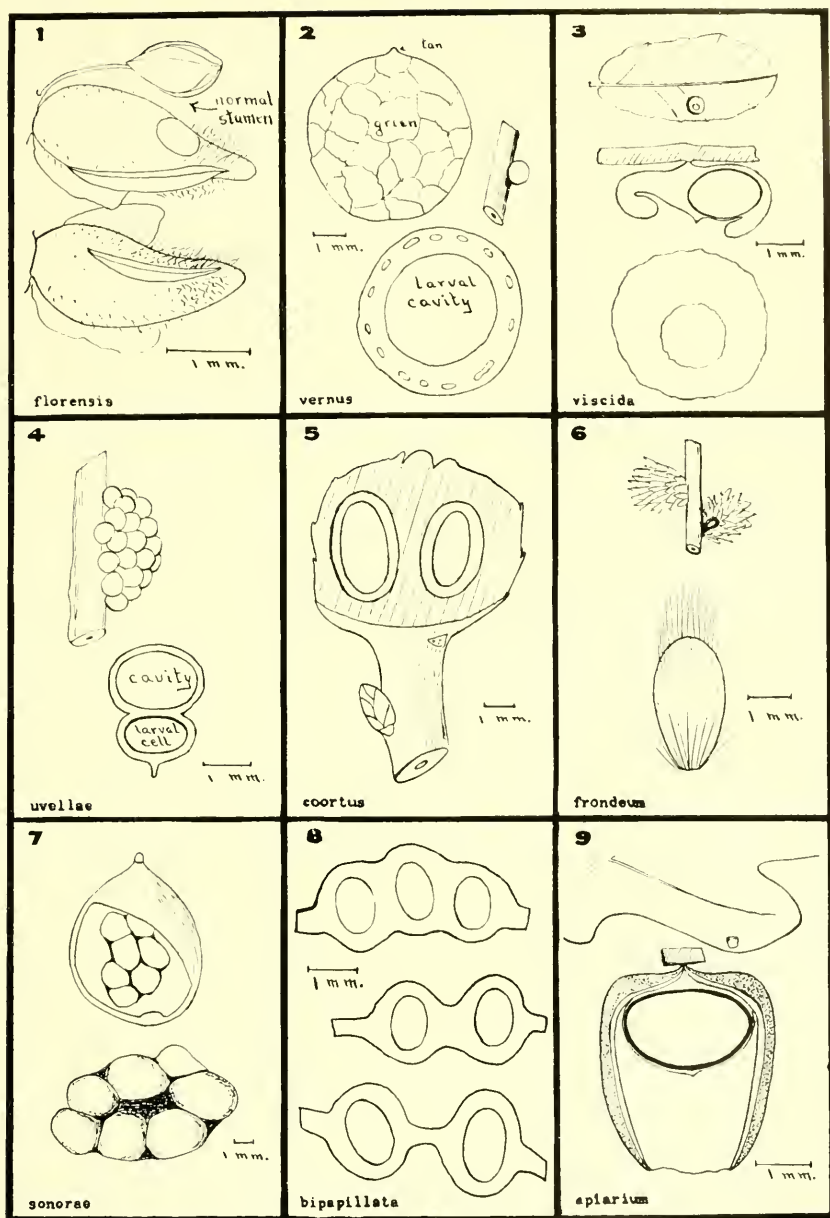 1
normal
stamen
1 mm.
florensis
2
tan
green
1 mm.
larval
cavity
vernus
3
1 mm.
viscida
4
cavity
larval
cell
1 mm.
uvellae
5
1 mm.
coortus
6
1 mm.
frondeum
7
1 mm.
sonorae
8
1 mm.
bipapillata
9
1 mm.
apiarium